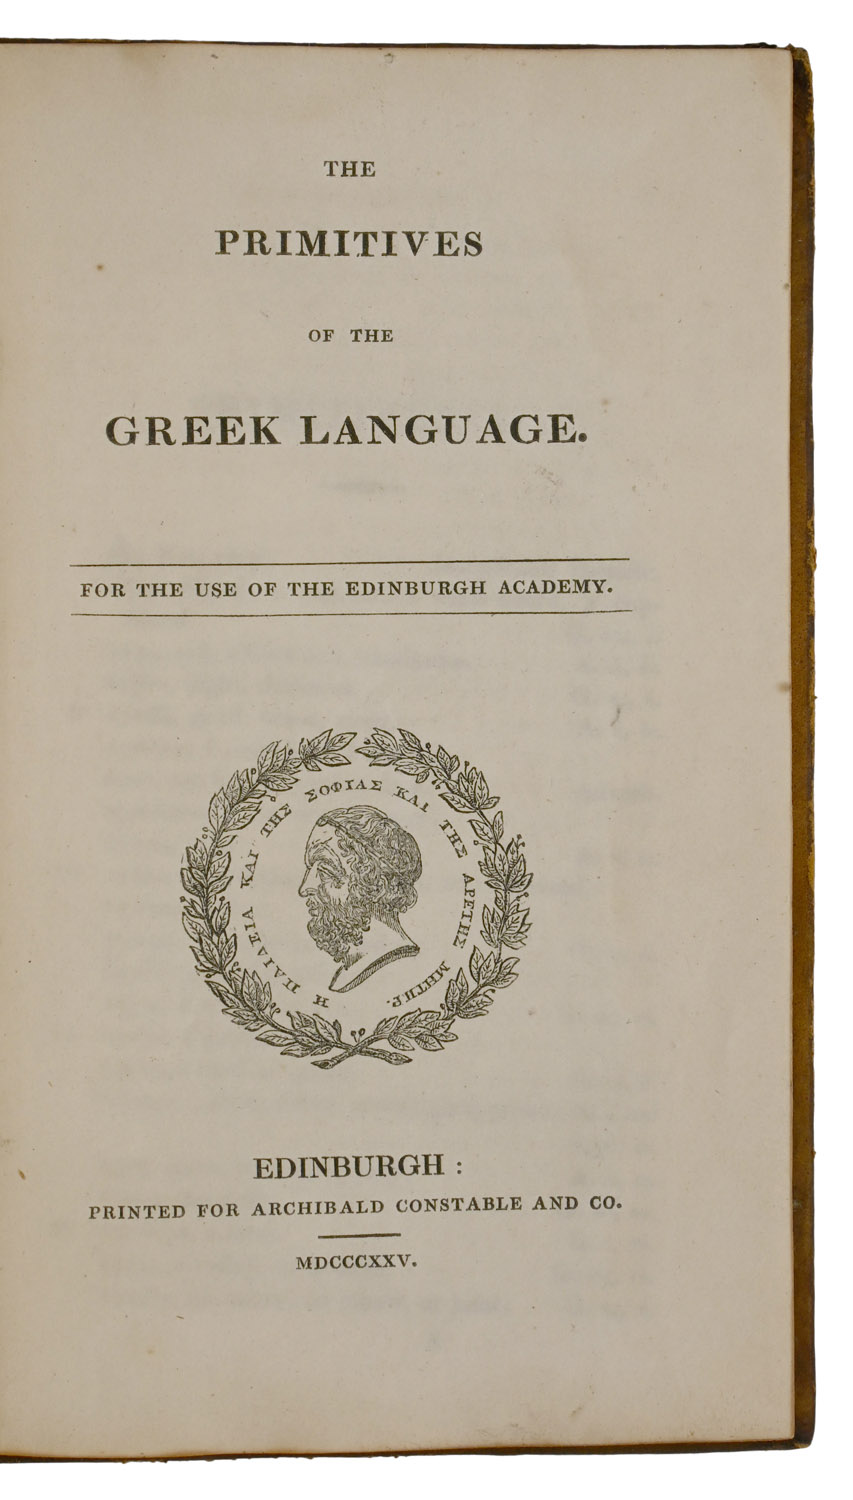 THE
PRIMITIVES
OF THE
GREEK LANGUAGE.
FOR THE USE OF THE EDINBURGH ACADEMY.
Η ΠΑΙΔΕΙΑ ΚΑΙ ΤΗΣ ΣΟΦΙΑΣ ΚΑΙ ΤΗΣ ΑΡΕΤΗΣ ΜΗΤΗΡ.
EDINBURGH :
PRINTED FOR ARCHIBALD CONSTABLE AND CO.
MDCCCXXV.